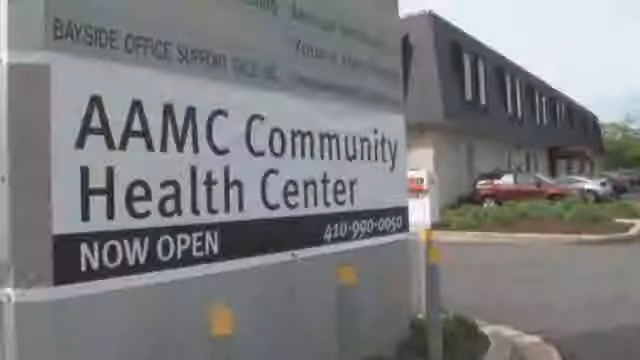 BAYSIDE OFFICE SUPPORT
AAMC Community
Health Center
NOW OPEN
410-990-0050